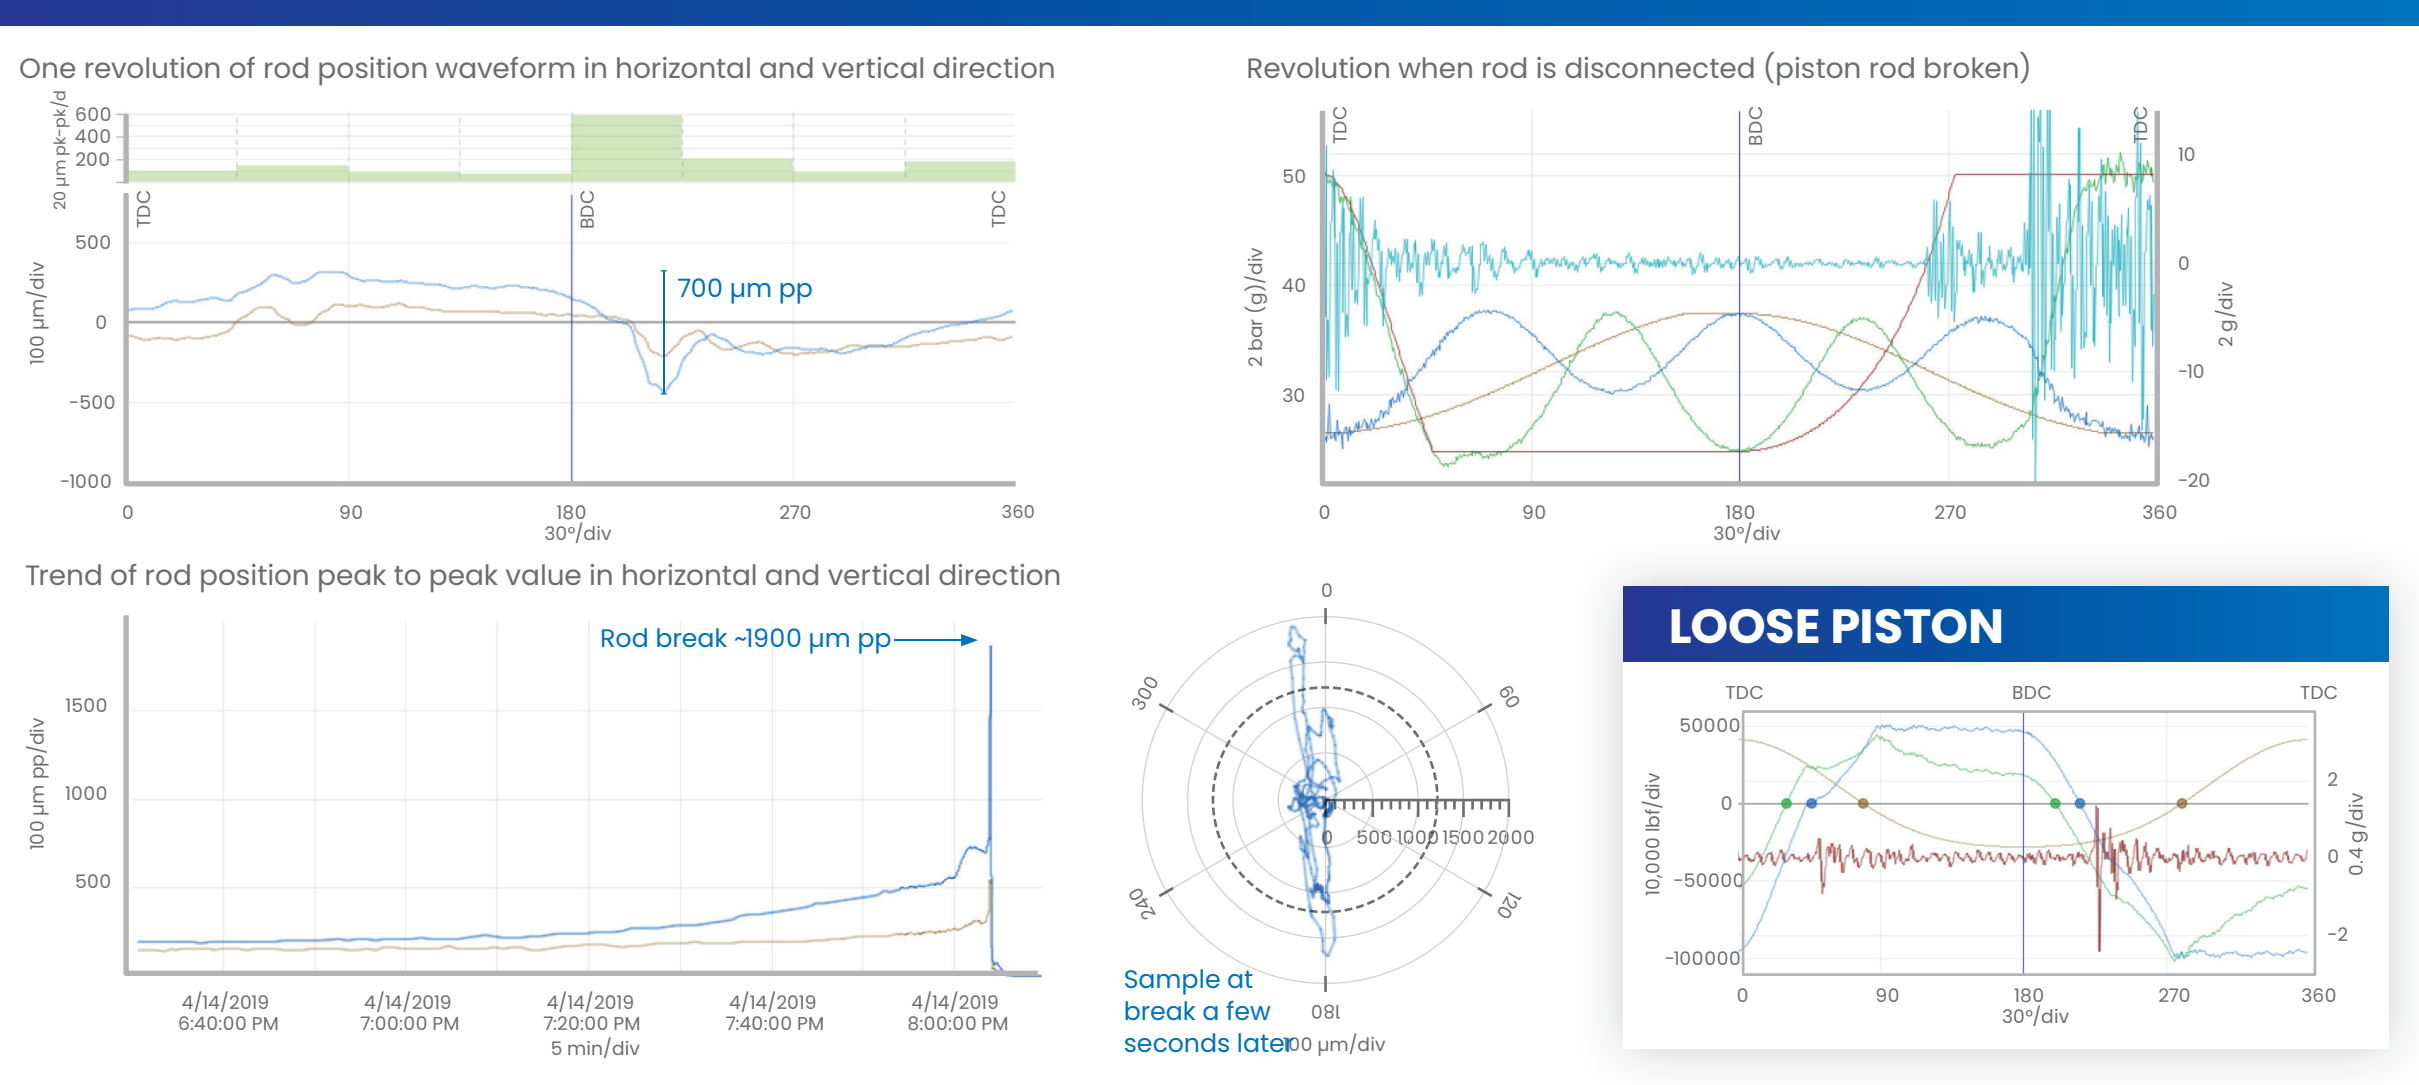 One revolution of rod position waveform in horizontal and vertical direction
20 µm pk-pk/d
600
400
200
TDC
BDC
TDC
100 µm/div
500
0
-500
-1000
700 µm pp
0 90 180 270 360
30°/div
Revolution when rod is disconnected (piston rod broken)
TDC
BDC
TDC
2 bar (g)/div
50
40
30
10
0
-10
-20
2 g/div
0 90 180 270 360
30°/div
Trend of rod position peak to peak value in horizontal and vertical direction
100 µm pp/div
1500
1000
500
Rod break ~1900 µm pp
4/14/2019 4/14/2019 4/14/2019 4/14/2019 4/14/2019
6:40:00 PM 7:00:00 PM 7:20:00 PM 7:40:00 PM 8:00:00 PM
5 min/div
0
60
120
180
240
300
0 500 1000 1500 2000
Sample at
break a few
seconds later
100 µm/div
LOOSE PISTON
TDC BDC TDC
10,000 lbf/div
50000
0
-50000
-100000
2
0
-2
0.4 g/div
0 90 180 270 360
30°/div